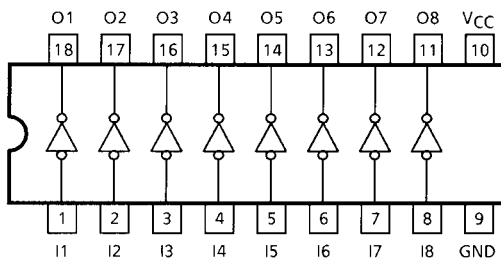 O1 O2 O3 O4 O5 O6 O7 O8 VCC
18 17 16 15 14 13 12 11 10
1 2 3 4 5 6 7 8 9
I1 I2 I3 I4 I5 I6 I7 I8 GND